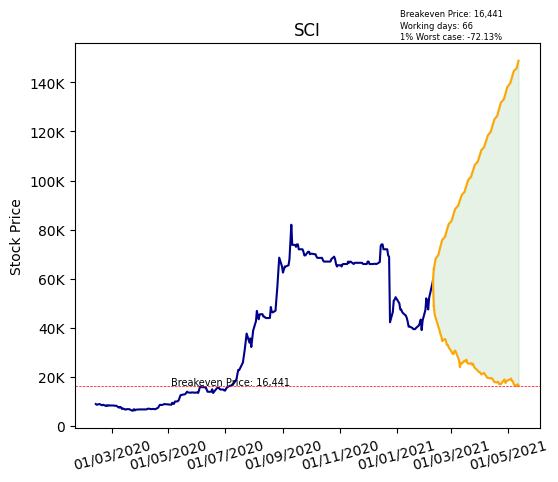 Breakeven Price: 16,441
Working days: 66
1% Worst case: -72.13%
SCI
Stock Price
140K
120K
100K
80K
60K
40K
20K
0
Breakeven Price: 16,441
01/03/2020
01/05/2020
01/07/2020
01/09/2020
01/11/2020
01/01/2021
01/03/2021
01/05/2021